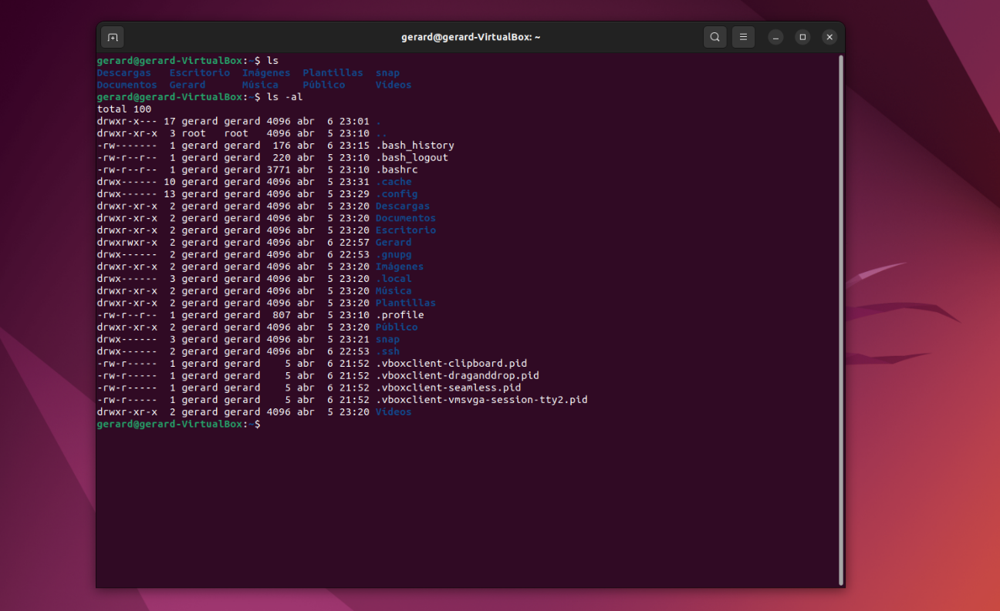 gerard@gerard-VirtualBox: ~
gerard@gerard-VirtualBox:~$ ls
Descargas   Escritorio  Imágenes  Plantillas  snap
Documentos  Gerard      Música    Público     Vídeos
gerard@gerard-VirtualBox:~$ ls -al
total 100
drwxr-x--- 17 gerard gerard 4096 abr  6 23:01 .
drwxr-xr-x  3 root   root   4096 abr  5 23:10 ..
-rw-------  1 gerard gerard  176 abr  6 23:15 .bash_history
-rw-r--r--  1 gerard gerard  220 abr  5 23:10 .bash_logout
-rw-r--r--  1 gerard gerard 3771 abr  5 23:10 .bashrc
drwx------ 10 gerard gerard 4096 abr  5 23:31 .cache
drwx------ 13 gerard gerard 4096 abr  5 23:29 .config
drwxr-xr-x  2 gerard gerard 4096 abr  5 23:20 Descargas
drwxr-xr-x  2 gerard gerard 4096 abr  5 23:20 Documentos
drwxr-xr-x  2 gerard gerard 4096 abr  5 23:20 Escritorio
drwxrwxr-x  2 gerard gerard 4096 abr  6 22:57 Gerard
drwx------  2 gerard gerard 4096 abr  6 22:53 .gnupg
drwxr-xr-x  2 gerard gerard 4096 abr  5 23:20 Imágenes
drwx------  3 gerard gerard 4096 abr  5 23:20 .local
drwxr-xr-x  2 gerard gerard 4096 abr  5 23:20 Música
drwxr-xr-x  2 gerard gerard 4096 abr  5 23:20 Plantillas
-rw-r--r--  1 gerard gerard  807 abr  5 23:10 .profile
drwxr-xr-x  2 gerard gerard 4096 abr  5 23:20 Público
drwx------  3 gerard gerard 4096 abr  5 23:21 snap
drwx------  2 gerard gerard 4096 abr  6 22:53 .ssh
-rw-r-----  1 gerard gerard    5 abr  6 21:52 .vboxclient-clipboard.pid
-rw-r-----  1 gerard gerard    5 abr  6 21:52 .vboxclient-draganddrop.pid
-rw-r-----  1 gerard gerard    5 abr  6 21:52 .vboxclient-seamless.pid
-rw-r-----  1 gerard gerard    5 abr  6 21:52 .vboxclient-vmsvga-session-tty2.pid
drwxr-xr-x  2 gerard gerard 4096 abr  5 23:20 Vídeos
gerard@gerard-VirtualBox:~$